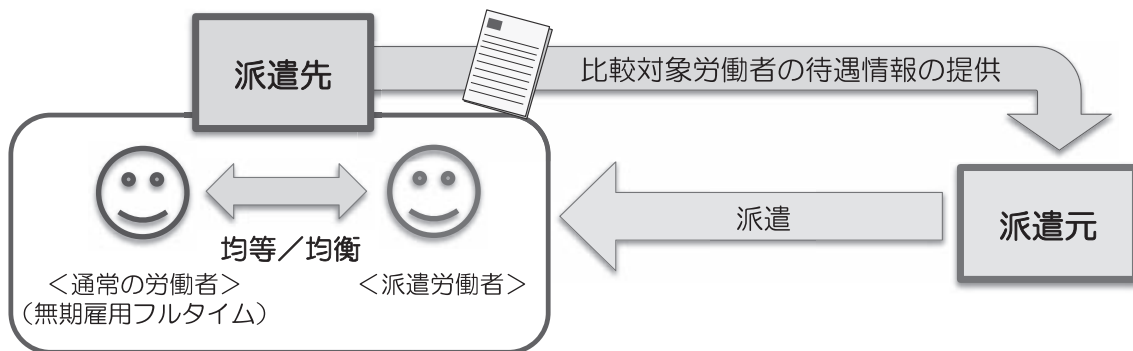 派遣先
比較対象労働者の待遇情報の提供
派遣
派遣元
均等／均衡
＜通常の労働者＞
（無期雇用フルタイム）
＜派遣労働者＞